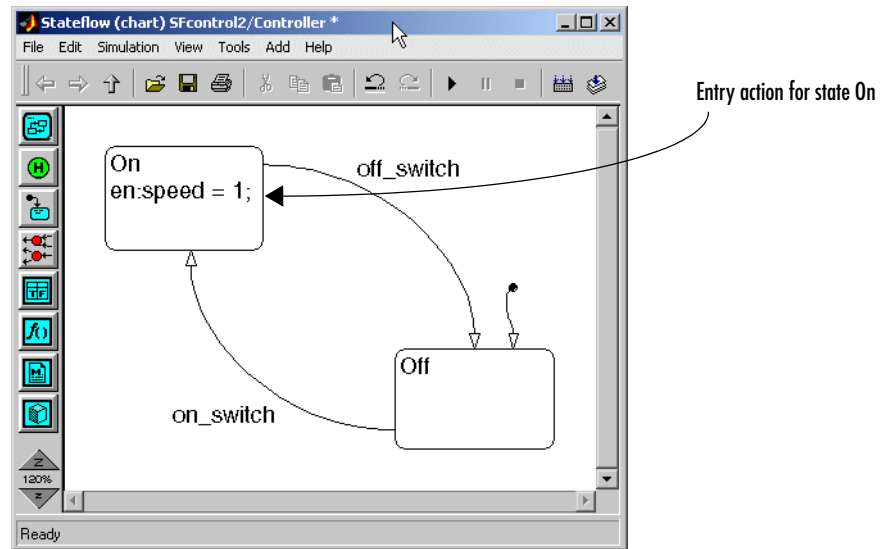 Stateflow (chart) SFcontrol2/Controller *
File Edit Simulation View Tools Add Help
Entry action for state On
On
en:speed = 1;
off_switch
H
TF
f()
M
Off
on_switch
Z
120%
z
Ready